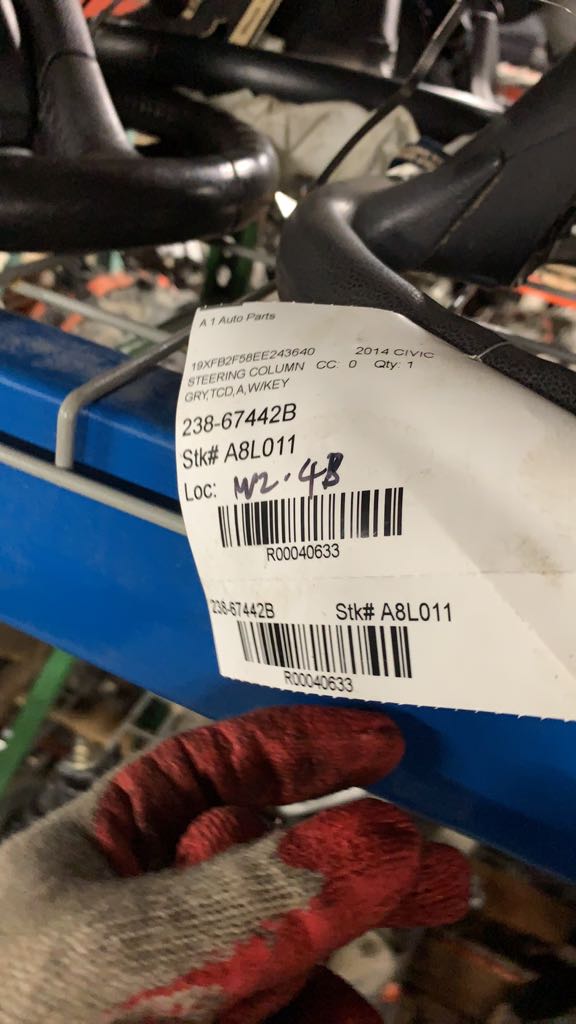 A 1 Auto Parts
19XFB2F58EE243640 2014 CIVIC
STEERING COLUMN CC: 0 Qty: 1
GRY,TCD,A,W/KEY
238-67442B
Stk# A8L011
Loc: M2.4B
R00040633
238-67442B Stk# A8L011
R00040633